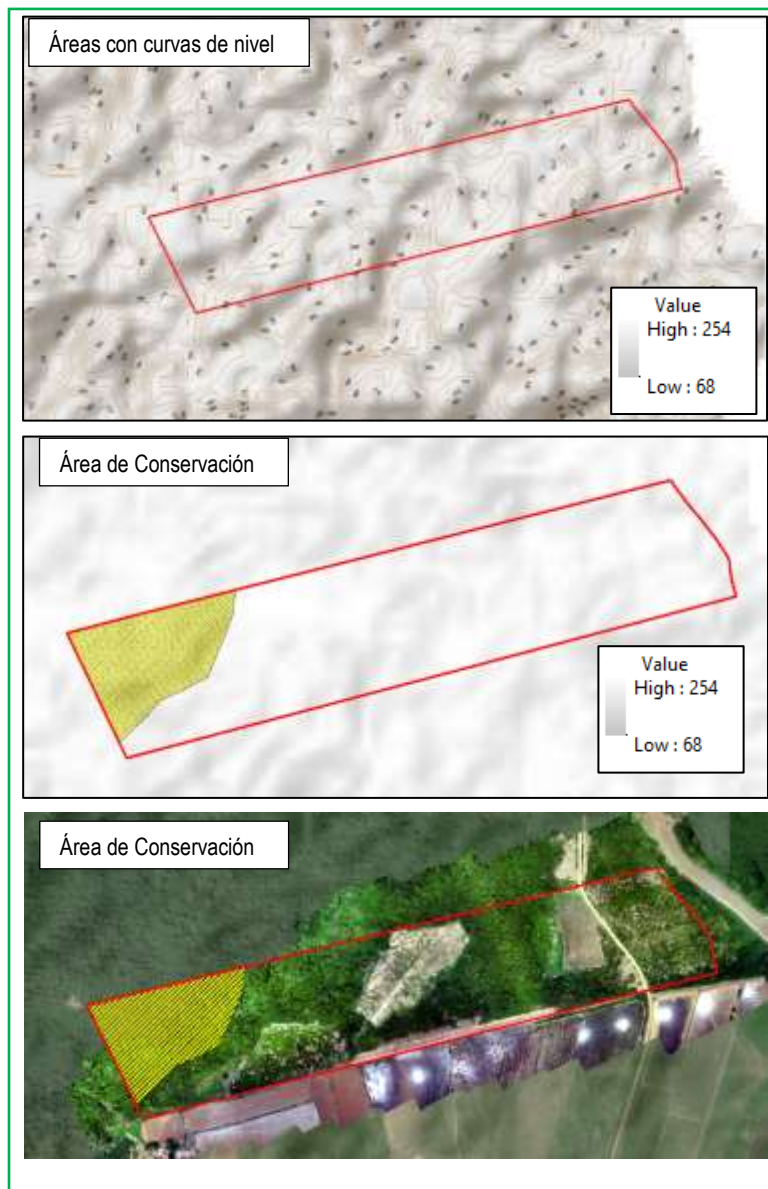 Áreas con curvas de nivel
Value
High : 254
Low : 68
Área de Conservación
Value
High : 254
Low : 68
Área de Conservación